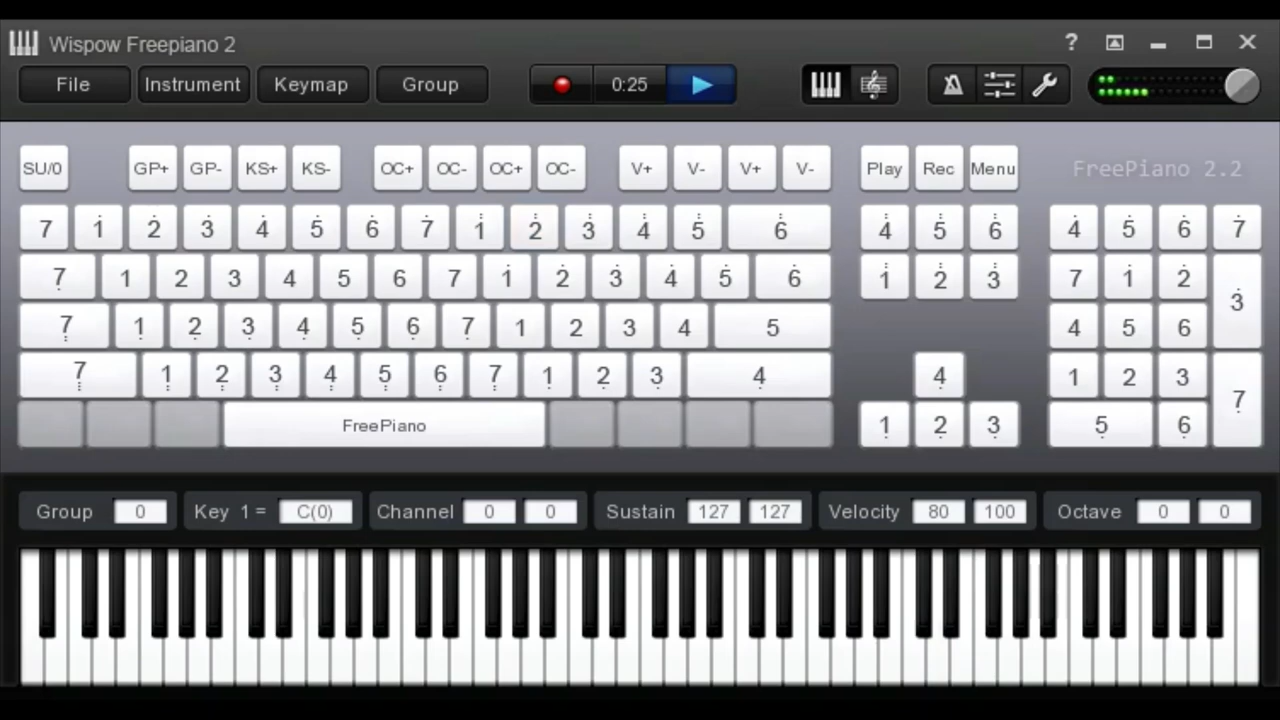 Wispow Freepiano 2 ?
File Instrument Keymap Group 0:25
SU/0 GP+ GP- KS+ KS- OC+ OC- OC+ OC- V+ V- V+ V- Play Rec Menu FreePiano 2.2
7 1 2 3 4 5 6 7 1 2 3 4 5 6 4 5 6 4 5 6 7
7 1 2 3 4 5 6 7 1 2 3 4 5 6 1 2 3 7 1 2 3
7 1 2 3 4 5 6 7 1 2 3 4 5 4 5 6
7 1 2 3 4 5 6 7 1 2 3 4 4 1 2 3 7
FreePiano 1 2 3 5 6
Group 0 Key 1 = C(0) Channel 0 0 Sustain 127 127 Velocity 80 100 Octave 0 0